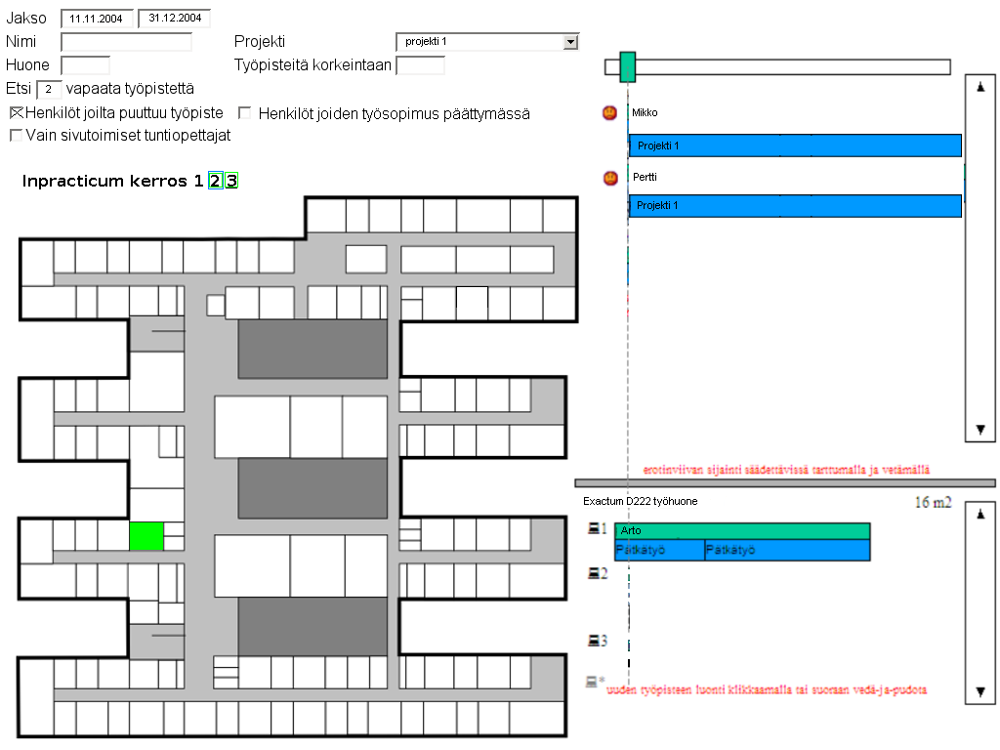 Jakso 11.11.2004 31.12.2004
Nimi Projekti projekti 1
Huone Työpisteitä korkeintaan
Etsi 2 vapaata työpistettä
Henkilöt joilta puuttuu työpiste Henkilöt joiden työsopimus päättymässä
Vain sivutoimiset tuntiopettajat
Inpracticum kerros 1 2 3
Mikko
Projekti 1
Pertti
Projekti 1
erotinviivan sijainti säädettävissä tarttumalla ja vetämällä
Exactum D222 työhuone 16 m2
1 Arto
Pätkätyö Pätkätyö
2
3
* uuden työpisteen luonti klikkaamalla tai suoraan vedä-ja-pudota